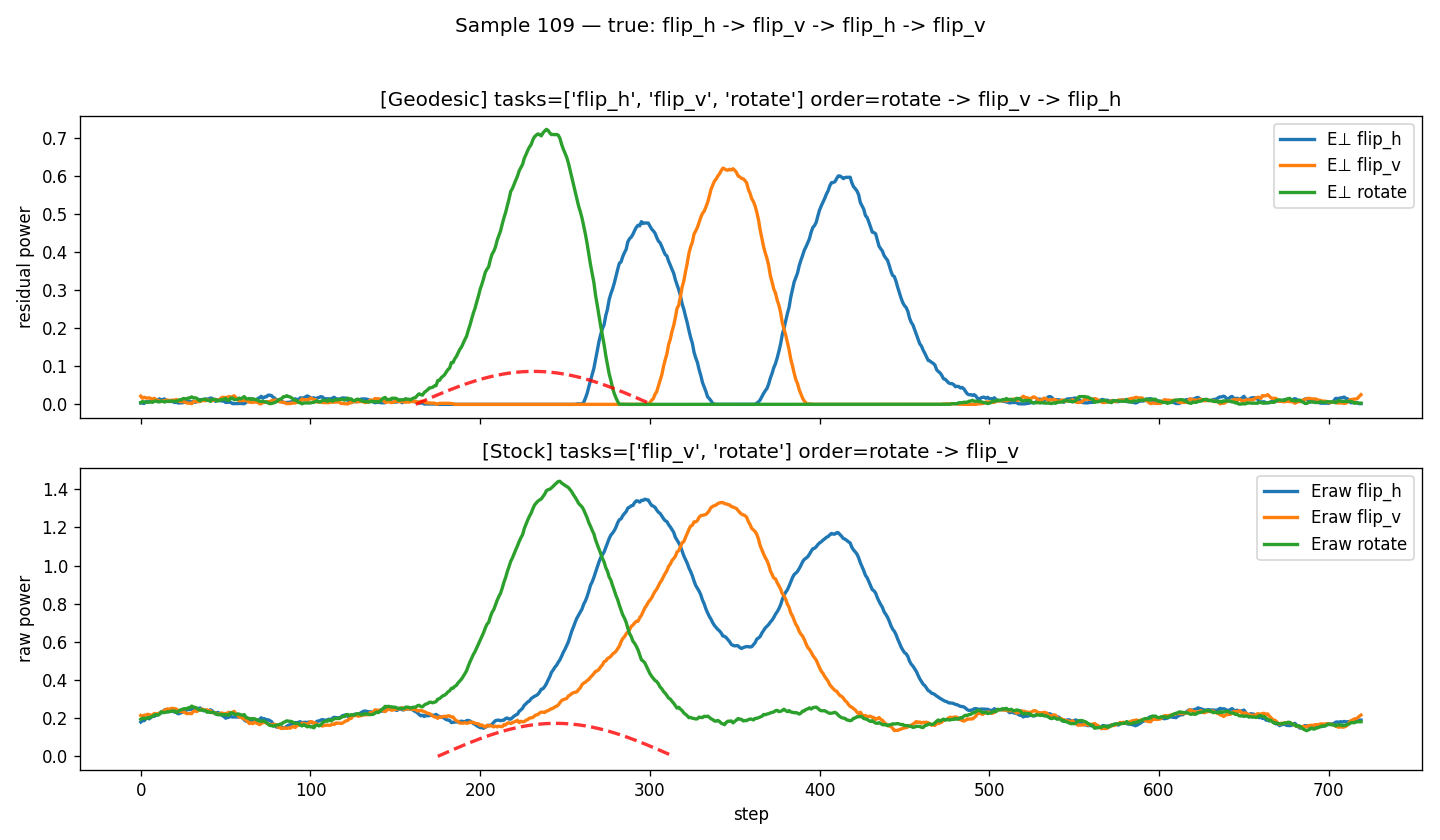 Sample 109 — true: flip_h -> flip_v -> flip_h -> flip_v
[Geodesic] tasks=['flip_h', 'flip_v', 'rotate'] order=rotate -> flip_v -> flip_h
residual power
0.7
0.6
0.5
0.4
0.3
0.2
0.1
0.0
E⊥ flip_h
E⊥ flip_v
E⊥ rotate
[Stock] tasks=['flip_v', 'rotate'] order=rotate -> flip_v
raw power
1.4
1.2
1.0
0.8
0.6
0.4
0.2
0.0
Eraw flip_h
Eraw flip_v
Eraw rotate
0 100 200 300 400 500 600 700
step